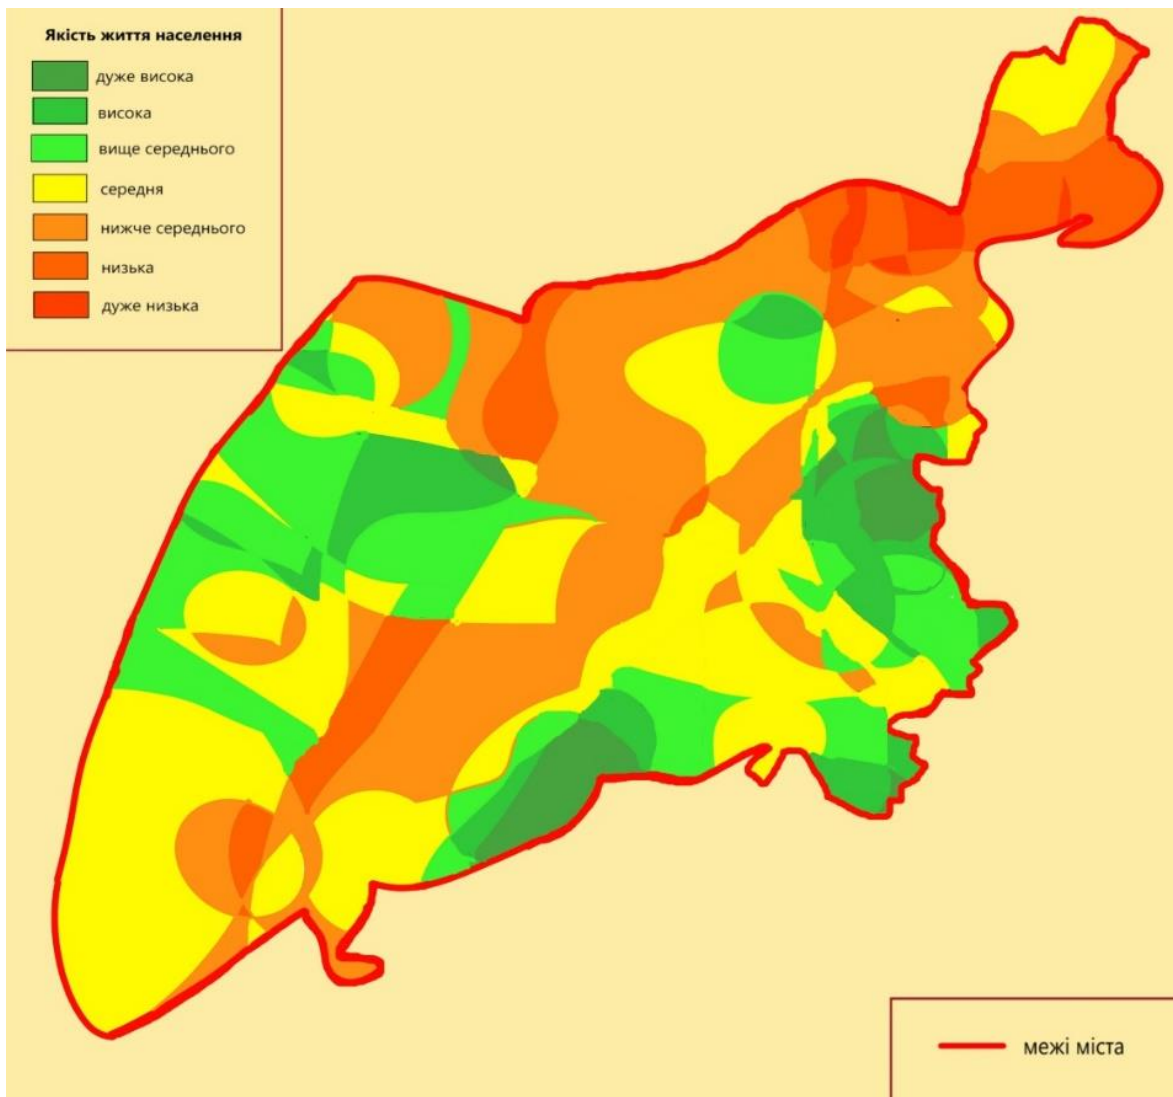 Якість життя населення
дуже висока
висока
вище середнього
середня
нижче середнього
низька
дуже низька
межі міста